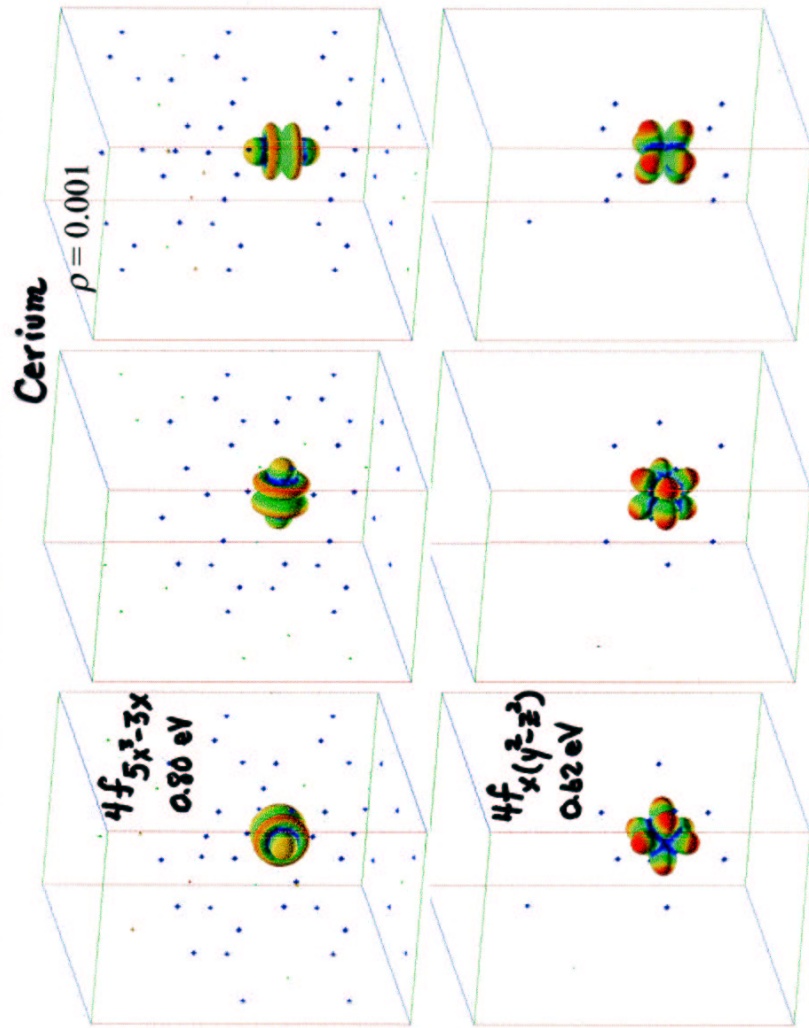 Cerium
ρ = 0.001
4f5x³-3x
0.80 eV
4fx(y²-z²)
0.62 eV